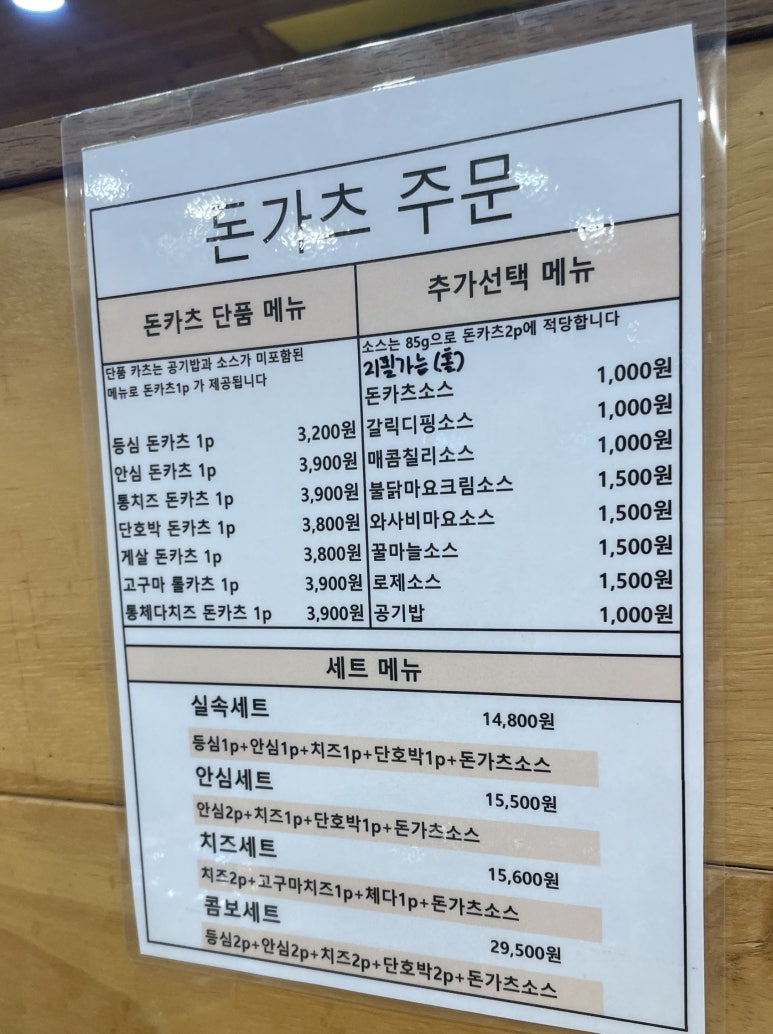 돈가츠 주문
돈카츠 단품 메뉴
단품 카츠는 공기밥과 소스가 미포함된
메뉴로 돈카츠1p 가 제공됩니다
등심 돈카츠 1p 3,200원
안심 돈카츠 1p 3,900원
통치즈 돈카츠 1p 3,900원
단호박 돈카츠 1p 3,800원
게살 돈카츠 1p 3,800원
고구마 롤카츠 1p 3,900원
통체다치즈 돈카츠 1p 3,900원
추가선택 메뉴
소스는 85g으로 돈카츠2p에 적당합니다
리필가능(홀)
돈카츠소스 1,000원
갈릭디핑소스 1,000원
매콤칠리소스 1,000원
불닭마요크림소스 1,500원
와사비마요소스 1,500원
꿀마늘소스 1,500원
로제소스 1,500원
공기밥 1,000원
세트 메뉴
실속세트 14,800원
등심1p+안심1p+치즈1p+단호박1p+돈가츠소스
안심세트 15,500원
안심2p+치즈1p+단호박1p+돈가츠소스
치즈세트 15,600원
치즈2p+고구마치즈1p+체다1p+돈가츠소스
콤보세트 29,500원
등심2p+안심2p+치즈2p+단호박2p+돈가츠소스